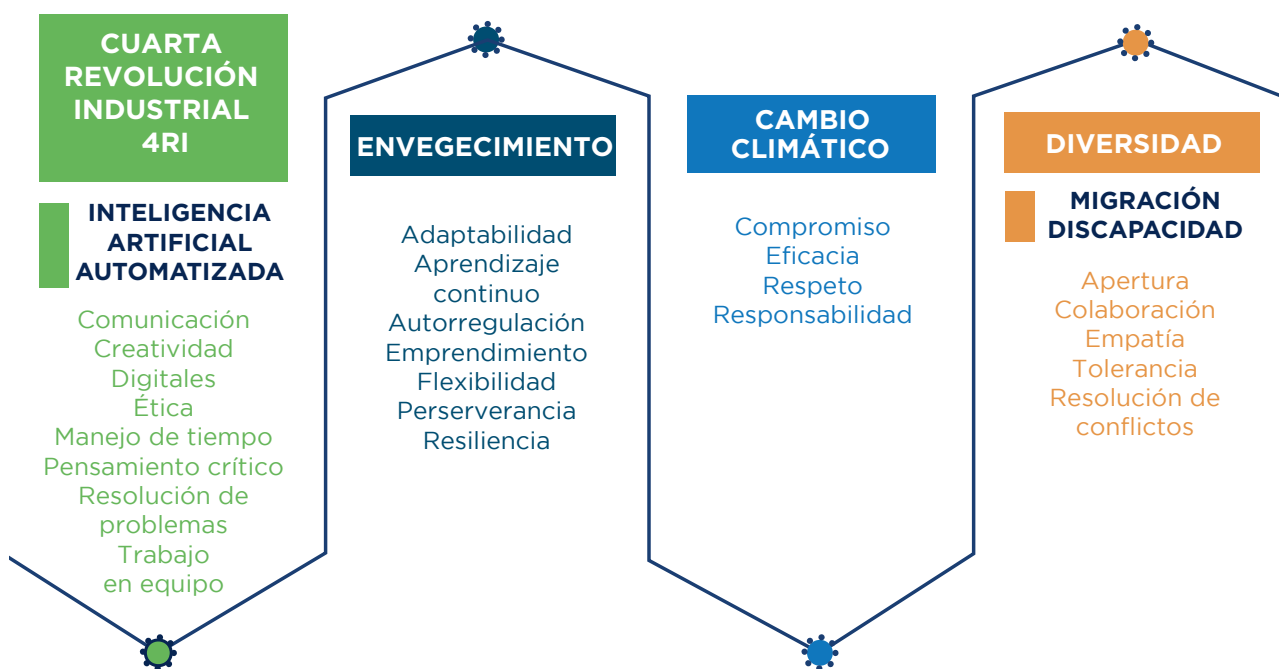 CUARTA
REVOLUCIÓN
INDUSTRIAL
4RI
INTELIGENCIA
ARTIFICIAL
AUTOMATIZADA
Comunicación
Creatividad
Digitales
Ética
Manejo de tiempo
Pensamiento crítico
Resolución de
problemas
Trabajo
en equipo
ENVEGECIMIENTO
Adaptabilidad
Aprendizaje
continuo
Autorregulación
Emprendimiento
Flexibilidad
Perserverancia
Resiliencia
CAMBIO
CLIMÁTICO
Compromiso
Eficacia
Respeto
Responsabilidad
DIVERSIDAD
MIGRACIÓN
DISCAPACIDAD
Apertura
Colaboración
Empatía
Tolerancia
Resolución de
conflictos